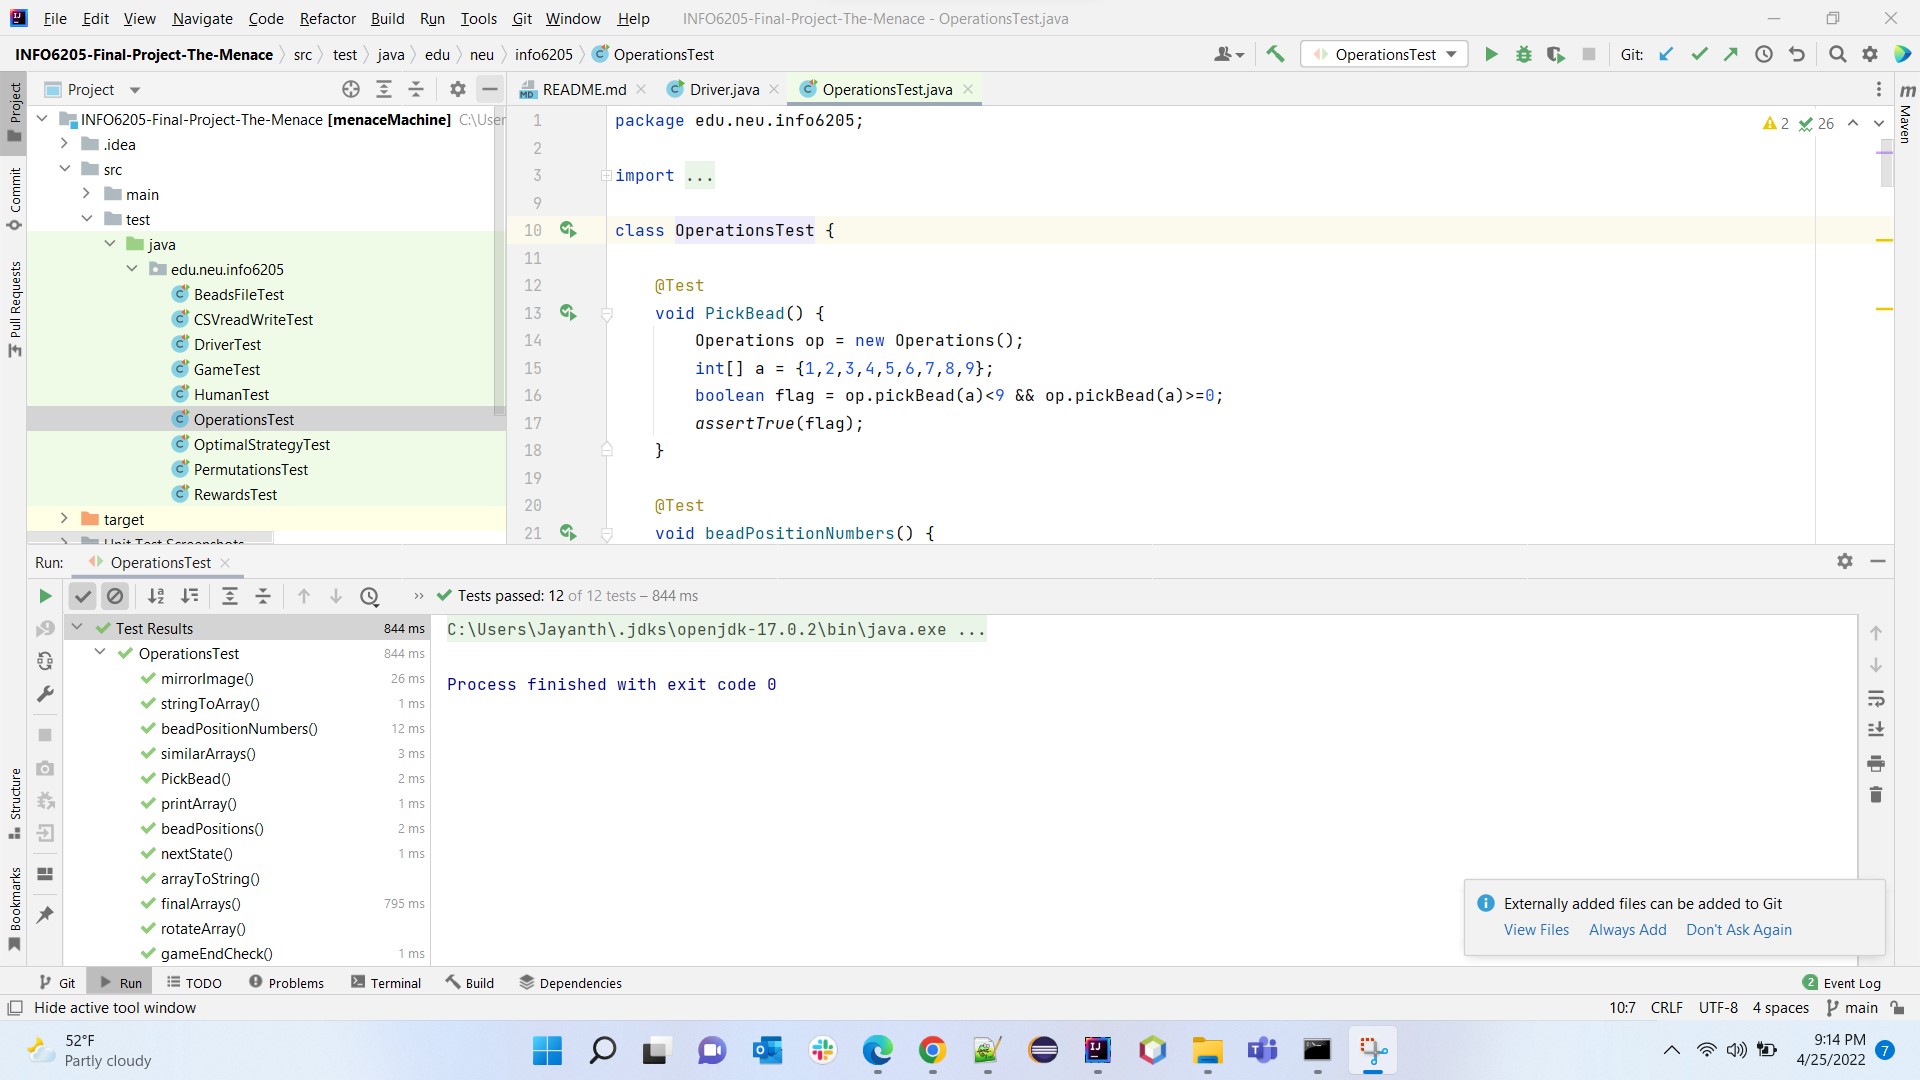 File Edit View Navigate Code Refactor Build Run Tools Git Window Help INFO6205-Final-Project-The-Menace - OperationsTest.java
INFO6205-Final-Project-The-Menace src test java edu neu info6205 OperationsTest OperationsTest Git:
Project
README.md Driver.java OperationsTest.java
INFO6205-Final-Project-The-Menace [menaceMachine] C:\User
.idea
src
main
test
java
edu.neu.info6205
BeadsFileTest
CSVreadWriteTest
DriverTest
GameTest
HumanTest
OperationsTest
OptimalStrategyTest
PermutationsTest
RewardsTest
target
Unit Test Screenshots
Project
Commit
Pull Requests
Structure
Bookmarks
m
Maven
2 26
1 package edu.neu.info6205;
2
3 import ...
9
10 class OperationsTest {
11
12 @Test
13 void PickBead() {
14 Operations op = new Operations();
15 int[] a = {1,2,3,4,5,6,7,8,9};
16 boolean flag = op.pickBead(a)<9 && op.pickBead(a)>=0;
17 assertTrue(flag);
18 }
19
20 @Test
21 void beadPositionNumbers() {
Run: OperationsTest
Tests passed: 12 of 12 tests – 844 ms
Test Results 844 ms
OperationsTest 844 ms
mirrorImage() 26 ms
stringToArray() 1 ms
beadPositionNumbers() 12 ms
similarArrays() 3 ms
PickBead() 2 ms
printArray() 1 ms
beadPositions() 2 ms
nextState() 1 ms
arrayToString()
finalArrays() 795 ms
rotateArray()
gameEndCheck() 1 ms
C:\Users\Jayanth\.jdks\openjdk-17.0.2\bin\java.exe ...
Process finished with exit code 0
Externally added files can be added to Git
View Files Always Add Don't Ask Again
Git Run TODO Problems Terminal Build Dependencies 2 Event Log
Hide active tool window 10:7 CRLF UTF-8 4 spaces main
52°F
Partly cloudy
9:14 PM
4/25/2022
7